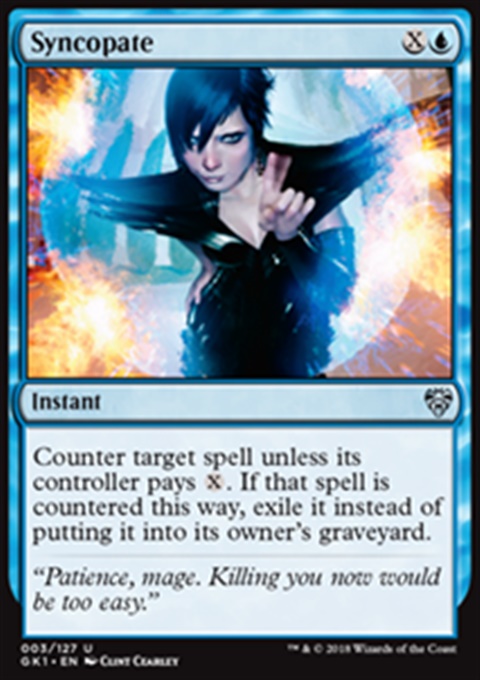 Syncopate X
Instant
Counter target spell unless its
controller pays X. If that spell is
countered this way, exile it instead of
putting it into its owner's graveyard.
"Patience, mage. Killing you now would
be too easy."
003/127 U
GK1 • EN Clint Cearley
™ & © 2018 Wizards of the Coast